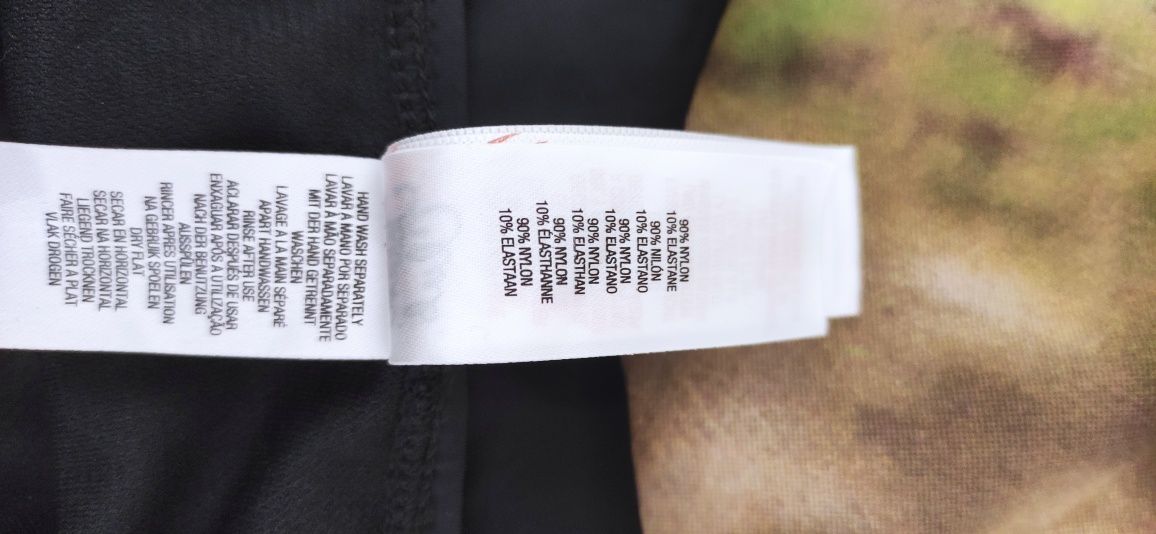 HAND WASH SEPARATELY
LAVAR A MANO POR SEPARADO
LAVAR À MÃO SEPARADAMENTE
MIT DER HAND GETRENNT
WASCHEN
LAVAGE À LA MAIN SÉPARÉ
APART HANDWASSEN
RINSE AFTER USE
ACLARAR DESPUÉS DE USAR
ENXAGUAR APÓS A UTILIZAÇÃO
NACH DER BENUTZUNG
AUSSPÜLEN
RINCER APRES UTILISATION
NA GEBRUIK SPOELEN
DRY FLAT
SECAR EN HORIZONTAL
SECAR NA HORIZONTAL
LIEGEND TROCKNEN
FAIRE SÉCHER À PLAT
VLAK DROGEN
90% NYLON
10% ELASTANE
90% NILÓN
10% ELASTANO
90% NYLON
10% ELASTANO
90% NYLON
10% ELASTHAN
90% NYLON
10% ÉLASTHANNE
90% NYLON
10% ELASTAAN